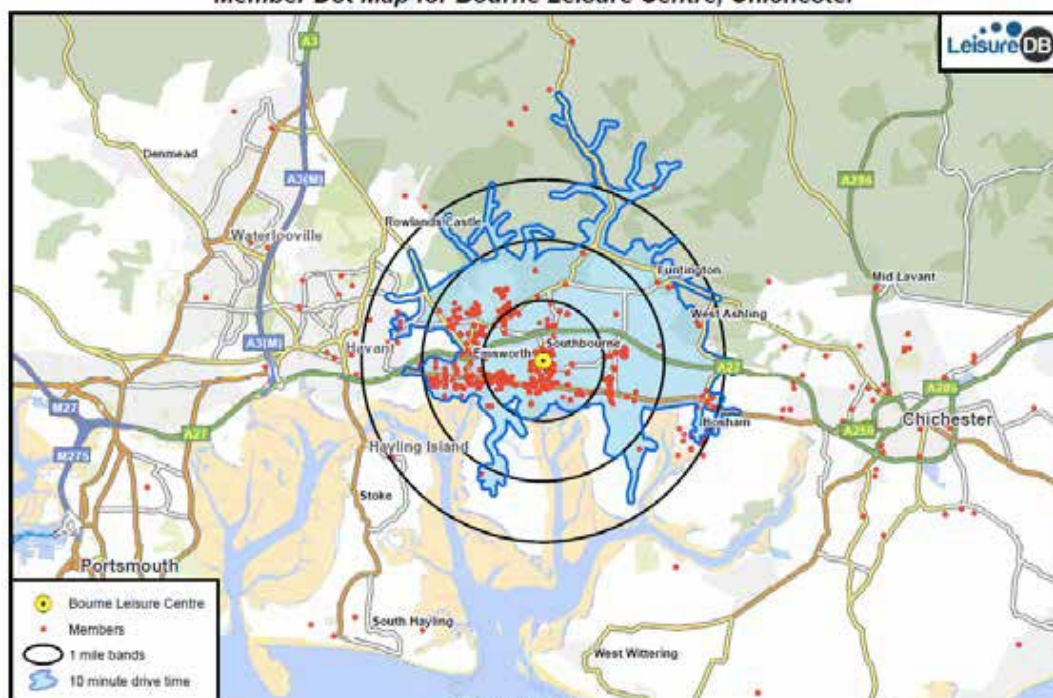 Member Dot Map for Bourne Leisure Centre, Chichester
LeisureDB
A3
Denmead
A3(M)
A286
Rowlands Castle
Waterlooville
Funtington
Mid Lavant
West Ashling
A3(M)
Havant
Emsworth
Southbourne
A27
A285
M27
A27
Bosham
A259
Chichester
M275
Hayling Island
Stoke
Portsmouth
Bourne Leisure Centre
Members
1 mile bands
10 minute drive time
South Hayling
West Wittering